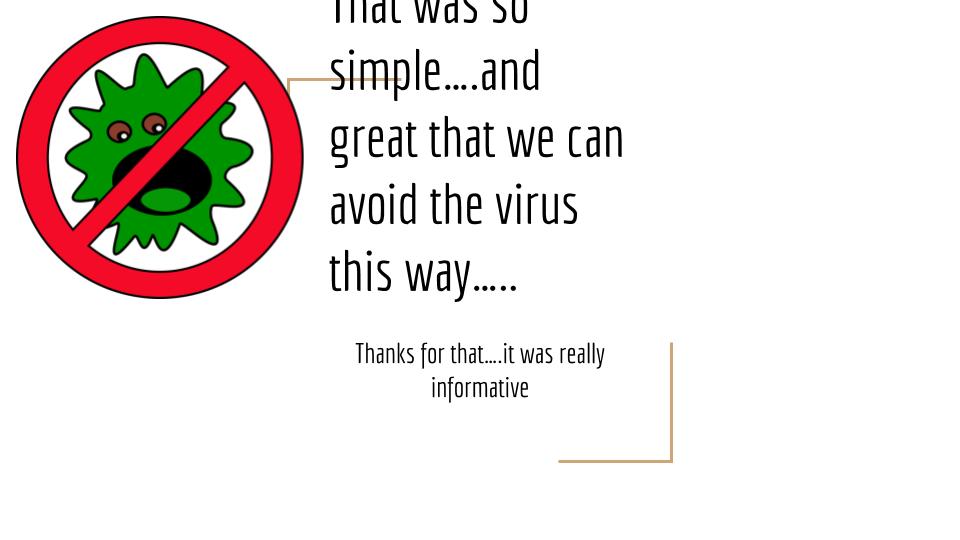 That was so
simple....and
great that we can
avoid the virus
this way.....
Thanks for that....it was really
informative